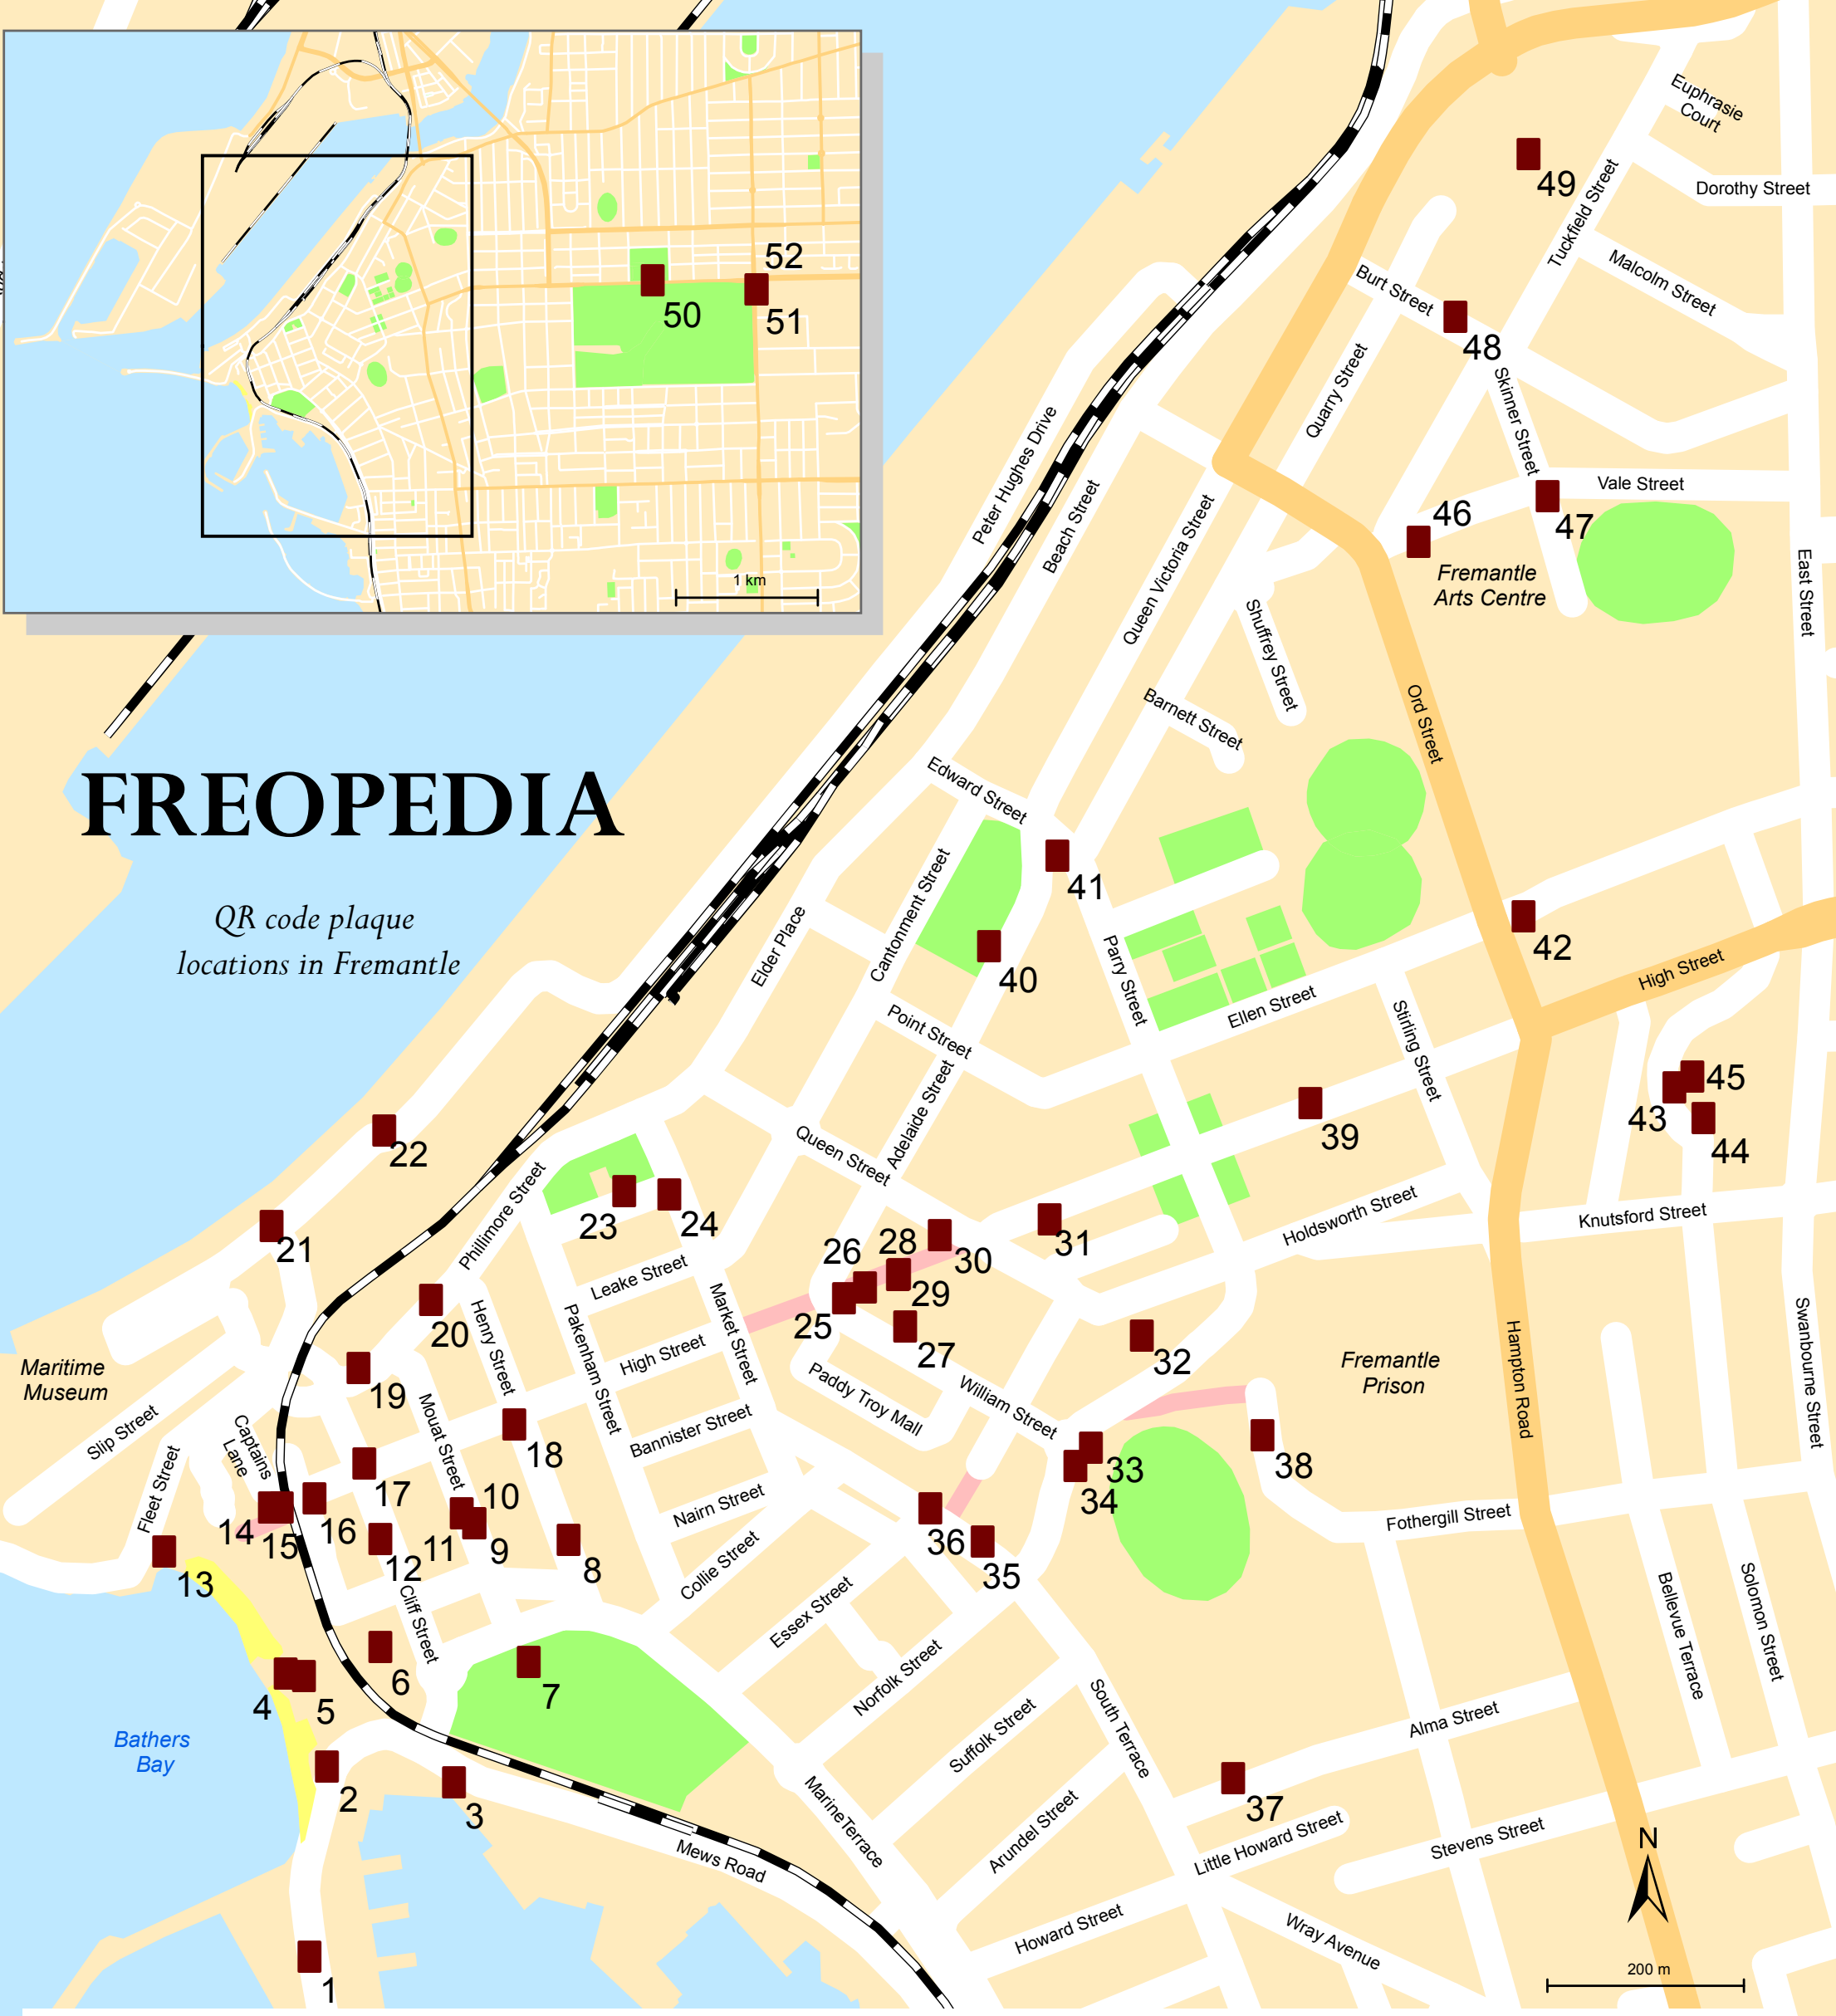 52
50
51
1 km
FREOPEDIA
QR code plaque
locations in Fremantle
Euphrasie
Court
49
Dorothy Street
Tuckfield Street
Malcolm Street
Burt Street
48
Quarry Street
Skinner Street
Vale Street
46
47
Fremantle
Arts Centre
East Street
Peter Hughes Drive
Beach Street
Queen Victoria Street
Shuffrey Street
Barnett Street
Ord Street
Edward Street
41
Cantonment Street
Elder Place
40
Parry Street
42
High Street
Ellen Street
Point Street
Stirling Street
Adelaide Street
45
43
44
39
22
Queen Street
Phillimore Street
23
24
21
31
Holdsworth Street
Knutsford Street
26
28
30
29
25
27
Leake Street
Market Street
Pakenham Street
Henry Street
20
High Street
32
Fremantle
Prison
Hampton Road
Swanbourne Street
Maritime
Museum
19
Paddy Troy Mall
William Street
Slip Street
Captains
Lane
Mouat Street
18
Bannister Street
33
34
38
Fleet Street
17
10
Nairn Street
14
15
16
12
11
9
8
36
35
Fothergill Street
13
Cliff Street
Collie Street
Essex Street
Norfolk Street
Bellevue Terrace
Solomon Street
6
7
4
5
Bathers
Bay
2
3
South Terrace
Suffolk Street
Alma Street
37
Marine Terrace
Arundel Street
Little Howard Street
Stevens Street
N
Mews Road
Howard Street
Wray Avenue
200 m
1